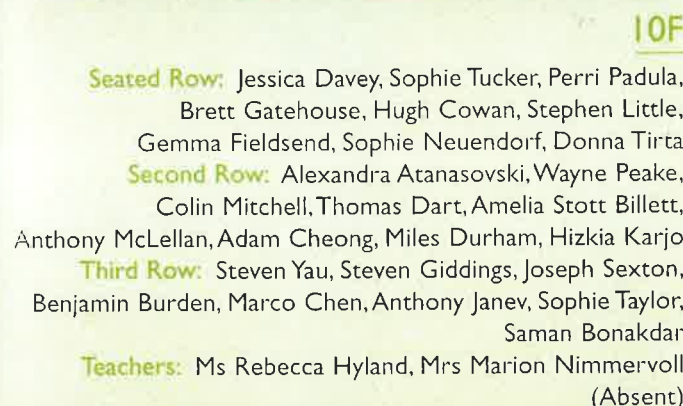 10F
Seated Row: Jessica Davey, Sophie Tucker, Perri Padula,
Brett Gatehouse, Hugh Cowan, Stephen Little,
Gemma Fieldsend, Sophie Neuendorf, Donna Tirta
Second Row: Alexandra Atanasovski, Wayne Peake,
Colin Mitchell, Thomas Dart, Amelia Stott Billett,
Anthony McLellan, Adam Cheong, Miles Durham, Hizkia Karjo
Third Row: Steven Yau, Steven Giddings, Joseph Sexton,
Benjamin Burden, Marco Chen, Anthony Janev, Sophie Taylor,
Saman Bonakdar
Teachers: Ms Rebecca Hyland, Mrs Marion Nimmervoll
(Absent)